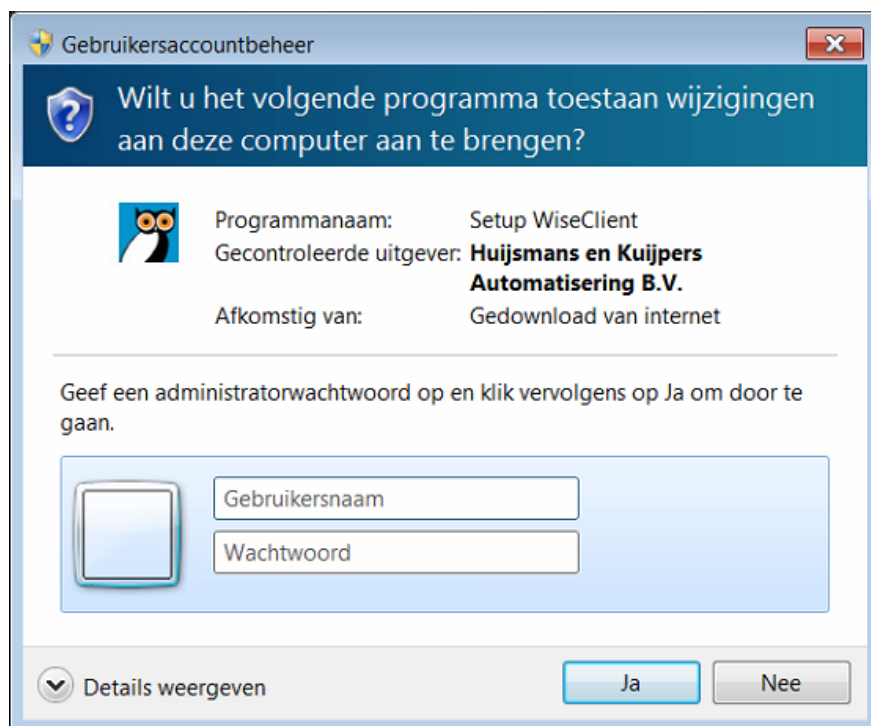 Gebruikersaccountbeheer
Wilt u het volgende programma toestaan wijzigingen
aan deze computer aan te brengen?
Programmanaam: Setup WiseClient
Gecontroleerde uitgever: Huijsmans en Kuijpers
Automatisering B.V.
Afkomstig van: Gedownload van internet
Geef een administratorwachtwoord op en klik vervolgens op Ja om door te
gaan.
Gebruikersnaam
Wachtwoord
Details weergeven
Ja
Nee